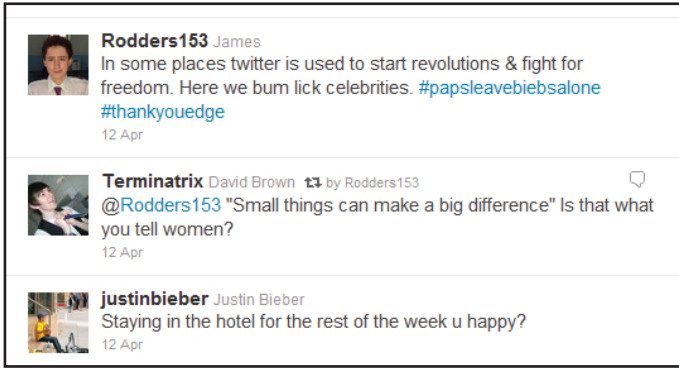 Rodders153 James
In some places twitter is used to start revolutions & fight for
freedom. Here we bum lick celebrities. #papsleavebiebsalone
#thankyouedge
12 Apr
Terminatrix David Brown by Rodders153
@Rodders153 "Small things can make a big difference" Is that what
you tell women?
12 Apr
justinbieber Justin Bieber
Staying in the hotel for the rest of the week u happy?
12 Apr